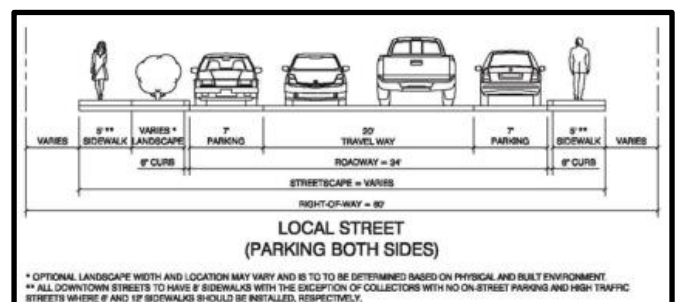 VARIES
5' **
SIDEWALK
VARIES *
LANDSCAPE
7'
PARKING
20'
TRAVEL WAY
7'
PARKING
5' **
SIDEWALK
VARIES
6" CURB
ROADWAY = 34'
6" CURB
STREETSCAPE = VARIES
RIGHT-OF-WAY = 60'
LOCAL STREET
(PARKING BOTH SIDES)
* OPTIONAL LANDSCAPE WIDTH AND LOCATION MAY VARY AND IS TO TO BE DETERMINED BASED ON PHYSICAL AND BUILT ENVIRONMENT.
** ALL DOWNTOWN STREETS TO HAVE 8' SIDEWALKS WITH THE EXCEPTION OF COLLECTORS WITH NO ON-STREET PARKING AND HIGH TRAFFIC
STREETS WHERE 6' AND 12' SIDEWALKS SHOULD BE INSTALLED, RESPECTIVELY.